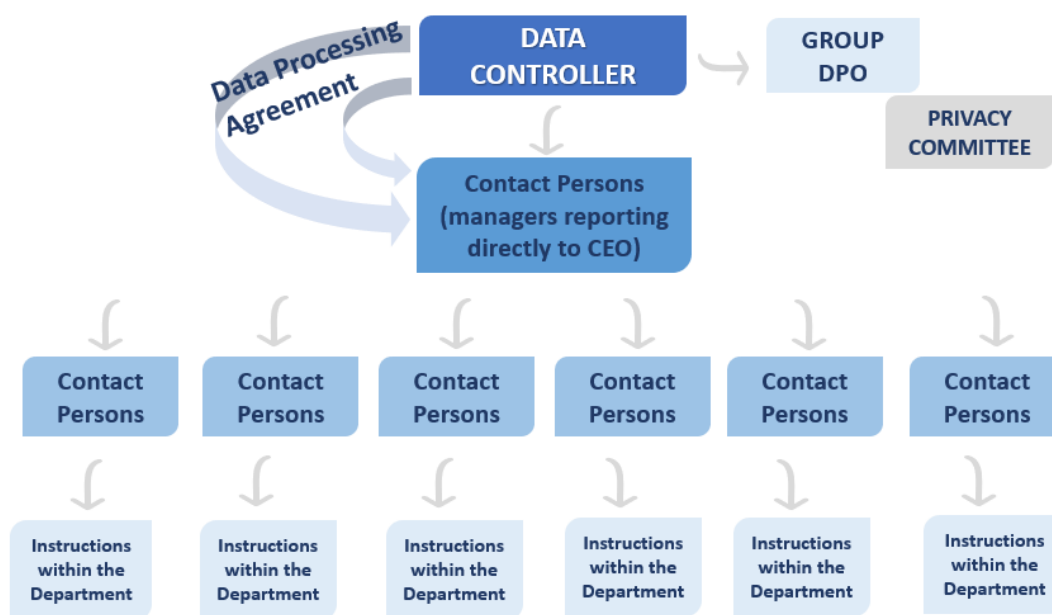 Data Processing
Agreement
DATA
CONTROLLER
GROUP
DPO
PRIVACY
COMMITTEE
Contact Persons
(managers reporting
directly to CEO)
Contact
Persons
Contact
Persons
Contact
Persons
Contact
Persons
Contact
Persons
Contact
Persons
Instructions
within the
Department
Instructions
within the
Department
Instructions
within the
Department
Instructions
within the
Department
Instructions
within the
Department
Instructions
within the
Department